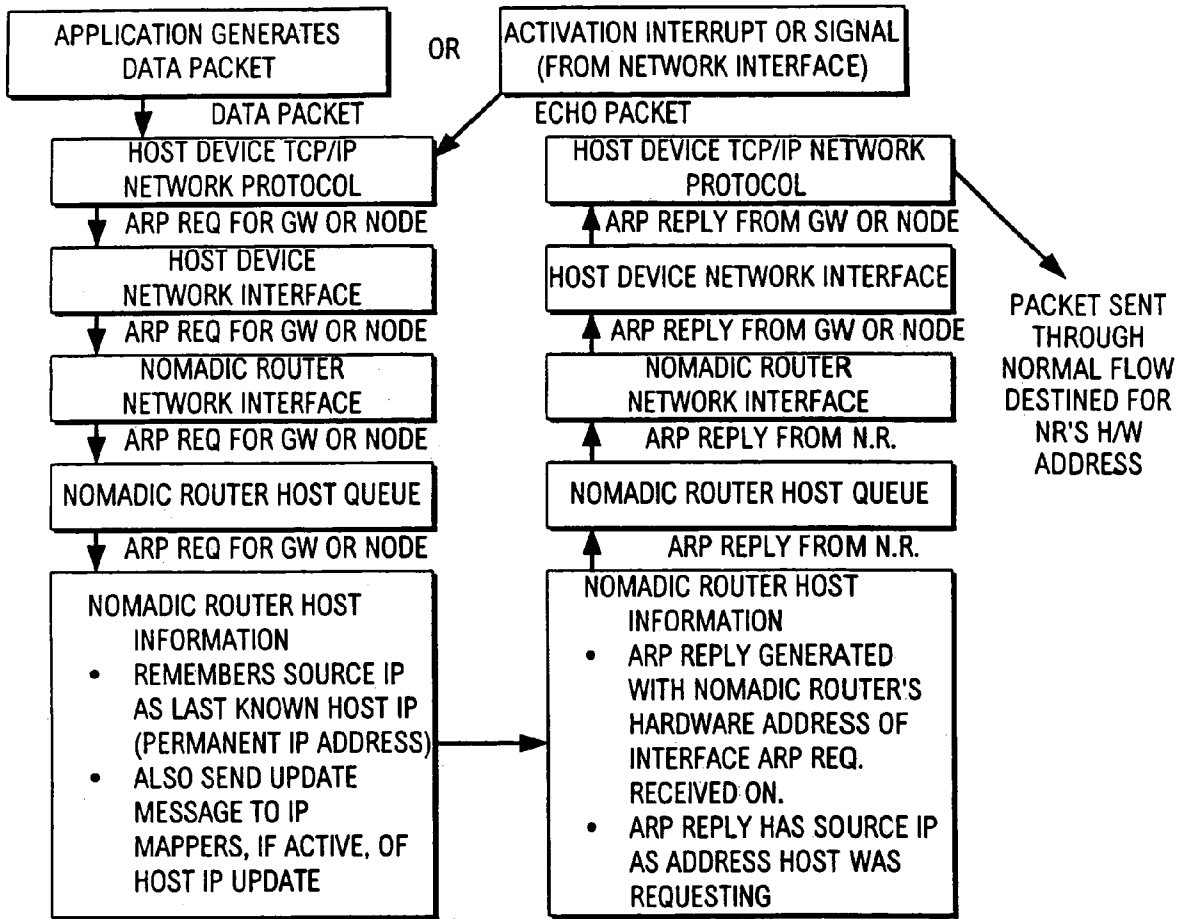 APPLICATION GENERATES
DATA PACKET
OR
ACTIVATION INTERRUPT OR SIGNAL
(FROM NETWORK INTERFACE)
DATA PACKET
ECHO PACKET
HOST DEVICE TCP/IP
NETWORK PROTOCOL
ARP REQ FOR GW OR NODE
HOST DEVICE
NETWORK INTERFACE
ARP REQ FOR GW OR NODE
NOMADIC ROUTER
NETWORK INTERFACE
ARP REQ FOR GW OR NODE
NOMADIC ROUTER HOST QUEUE
ARP REQ FOR GW OR NODE
NOMADIC ROUTER HOST
INFORMATION
• REMEMBERS SOURCE IP
AS LAST KNOWN HOST IP
(PERMANENT IP ADDRESS)
• ALSO SEND UPDATE
MESSAGE TO IP
MAPPERS, IF ACTIVE, OF
HOST IP UPDATE
HOST DEVICE TCP/IP NETWORK
PROTOCOL
ARP REPLY FROM GW OR NODE
HOST DEVICE NETWORK INTERFACE
ARP REPLY FROM GW OR NODE
NOMADIC ROUTER
NETWORK INTERFACE
ARP REPLY FROM N.R.
NOMADIC ROUTER HOST QUEUE
ARP REPLY FROM N.R.
NOMADIC ROUTER HOST
INFORMATION
• ARP REPLY GENERATED
WITH NOMADIC ROUTER'S
HARDWARE ADDRESS OF
INTERFACE ARP REQ.
RECEIVED ON.
• ARP REPLY HAS SOURCE IP
AS ADDRESS HOST WAS
REQUESTING
PACKET SENT
THROUGH
NORMAL FLOW
DESTINED FOR
NR'S H/W
ADDRESS